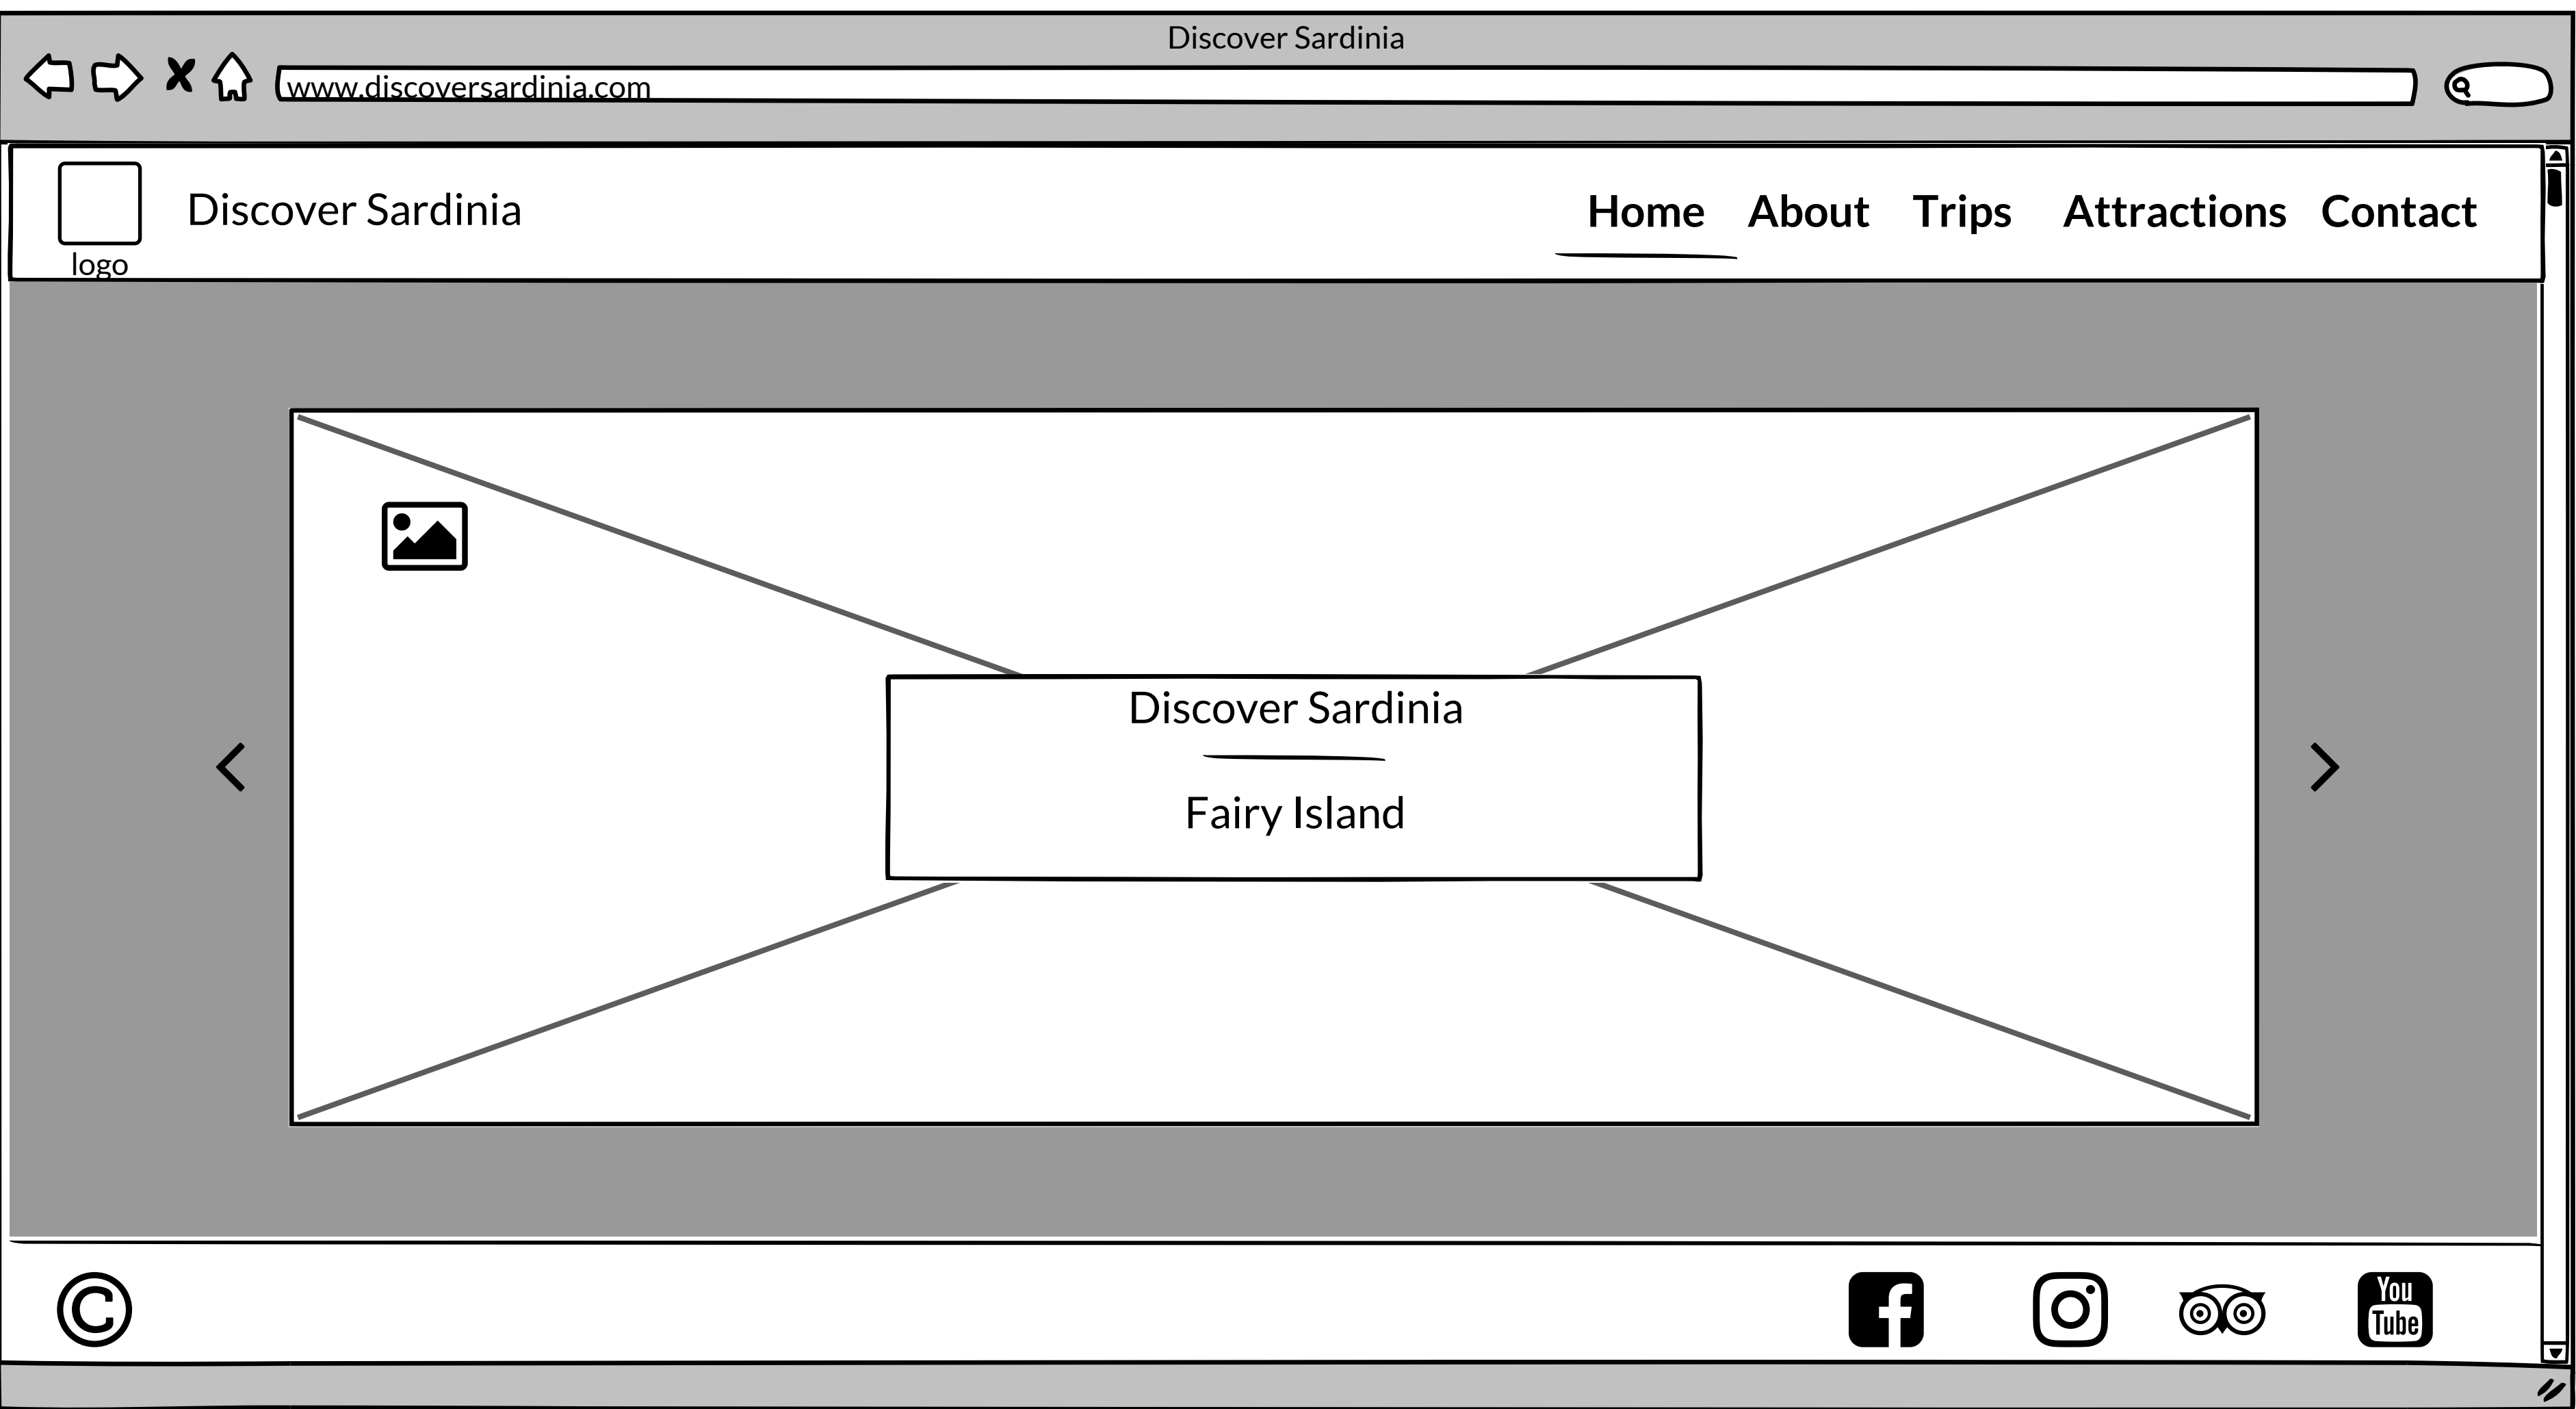 Discover Sardinia
www.discoversardinia.com
logo
Discover Sardinia
Home About Trips Attractions Contact
Discover Sardinia
Fairy Island
©
You
Tube